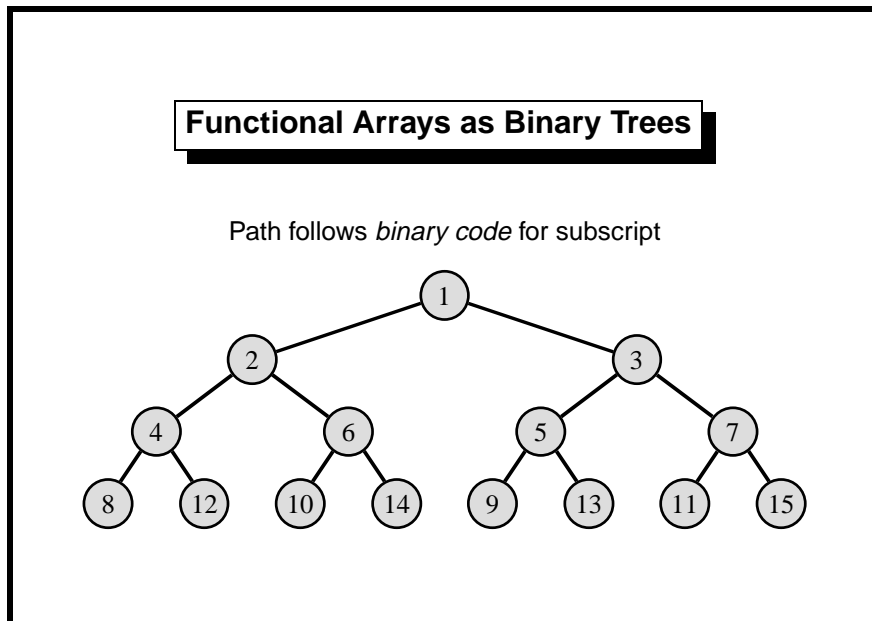 Functional Arrays as Binary Trees
Path follows binary code for subscript
1
2 3
4 6 5 7
8 12 10 14 9 13 11 15